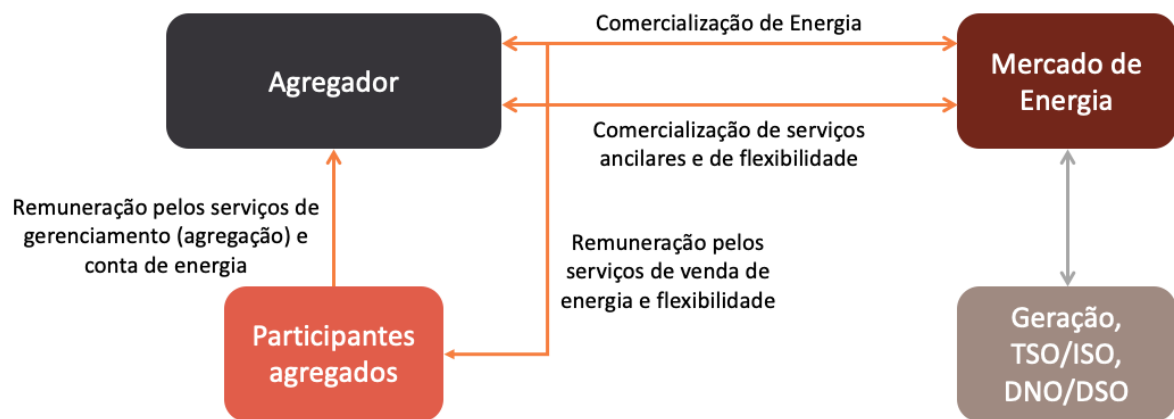 Comercialização de Energia
Agregador
Mercado de
Energia
Comercialização de serviços
ancilares e de flexibilidade
Remuneração pelos serviços de
gerenciamento (agregação) e
conta de energia
Remuneração pelos
serviços de venda de
energia e flexibilidade
Participantes
agregados
Geração,
TSO/ISO,
DNO/DSO